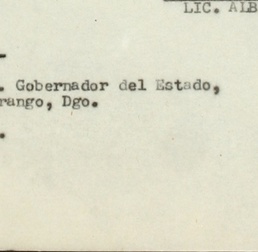 LIC. ALB
. Gobernador del Estado,
rango, Dgo.
.